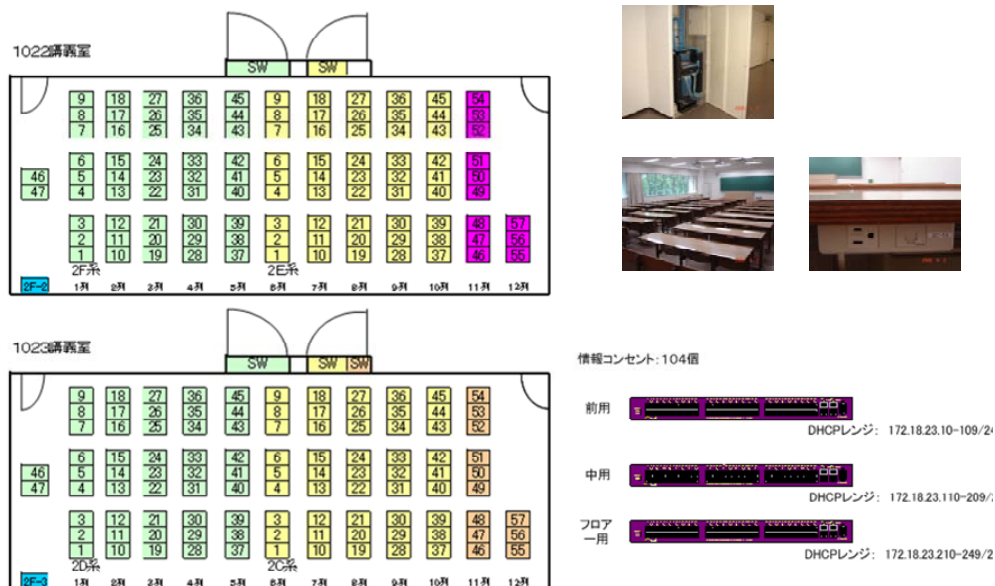 1022講義室
SW SW
9 18 27 36 45 9 18 27 36 45 54
8 17 26 35 44 8 17 26 35 44 53
7 16 25 34 43 7 16 25 34 43 52
6 15 24 33 42 6 15 24 33 42 51
46 5 14 23 32 41 5 14 23 32 41 50
47 4 13 22 31 40 4 13 22 31 40 49
3 12 21 30 39 3 12 21 30 39 48 57
2 11 20 29 38 2 11 20 29 38 47 56
1 10 19 28 37 1 10 19 28 37 46 55
2F系 2E系
2F-2 1列 2列 3列 4列 5列 6列 7列 8列 9列 10列 11列 12列
1023講義室
SW SW SW
9 18 27 36 45 9 18 27 36 45 54
8 17 26 35 44 8 17 26 35 44 53
7 16 25 34 43 7 16 25 34 43 52
6 15 24 33 42 6 15 24 33 42 51
46 5 14 23 32 41 5 14 23 32 41 50
47 4 13 22 31 40 4 13 22 31 40 49
3 12 21 30 39 3 12 21 30 39 48 57
2 11 20 29 38 2 11 20 29 38 47 56
1 10 19 28 37 1 10 19 28 37 46 55
2D系 2C系
2F-3 1列 2列 3列 4列 5列 6列 7列 8列 9列 10列 11列 12列
情報コンセント：104個
前用
DHCPレンジ： 172.18.23.10-109/24
中用
DHCPレンジ： 172.18.23.110-209/
フロア
ー用
DHCPレンジ： 172.18.23.210-249/2